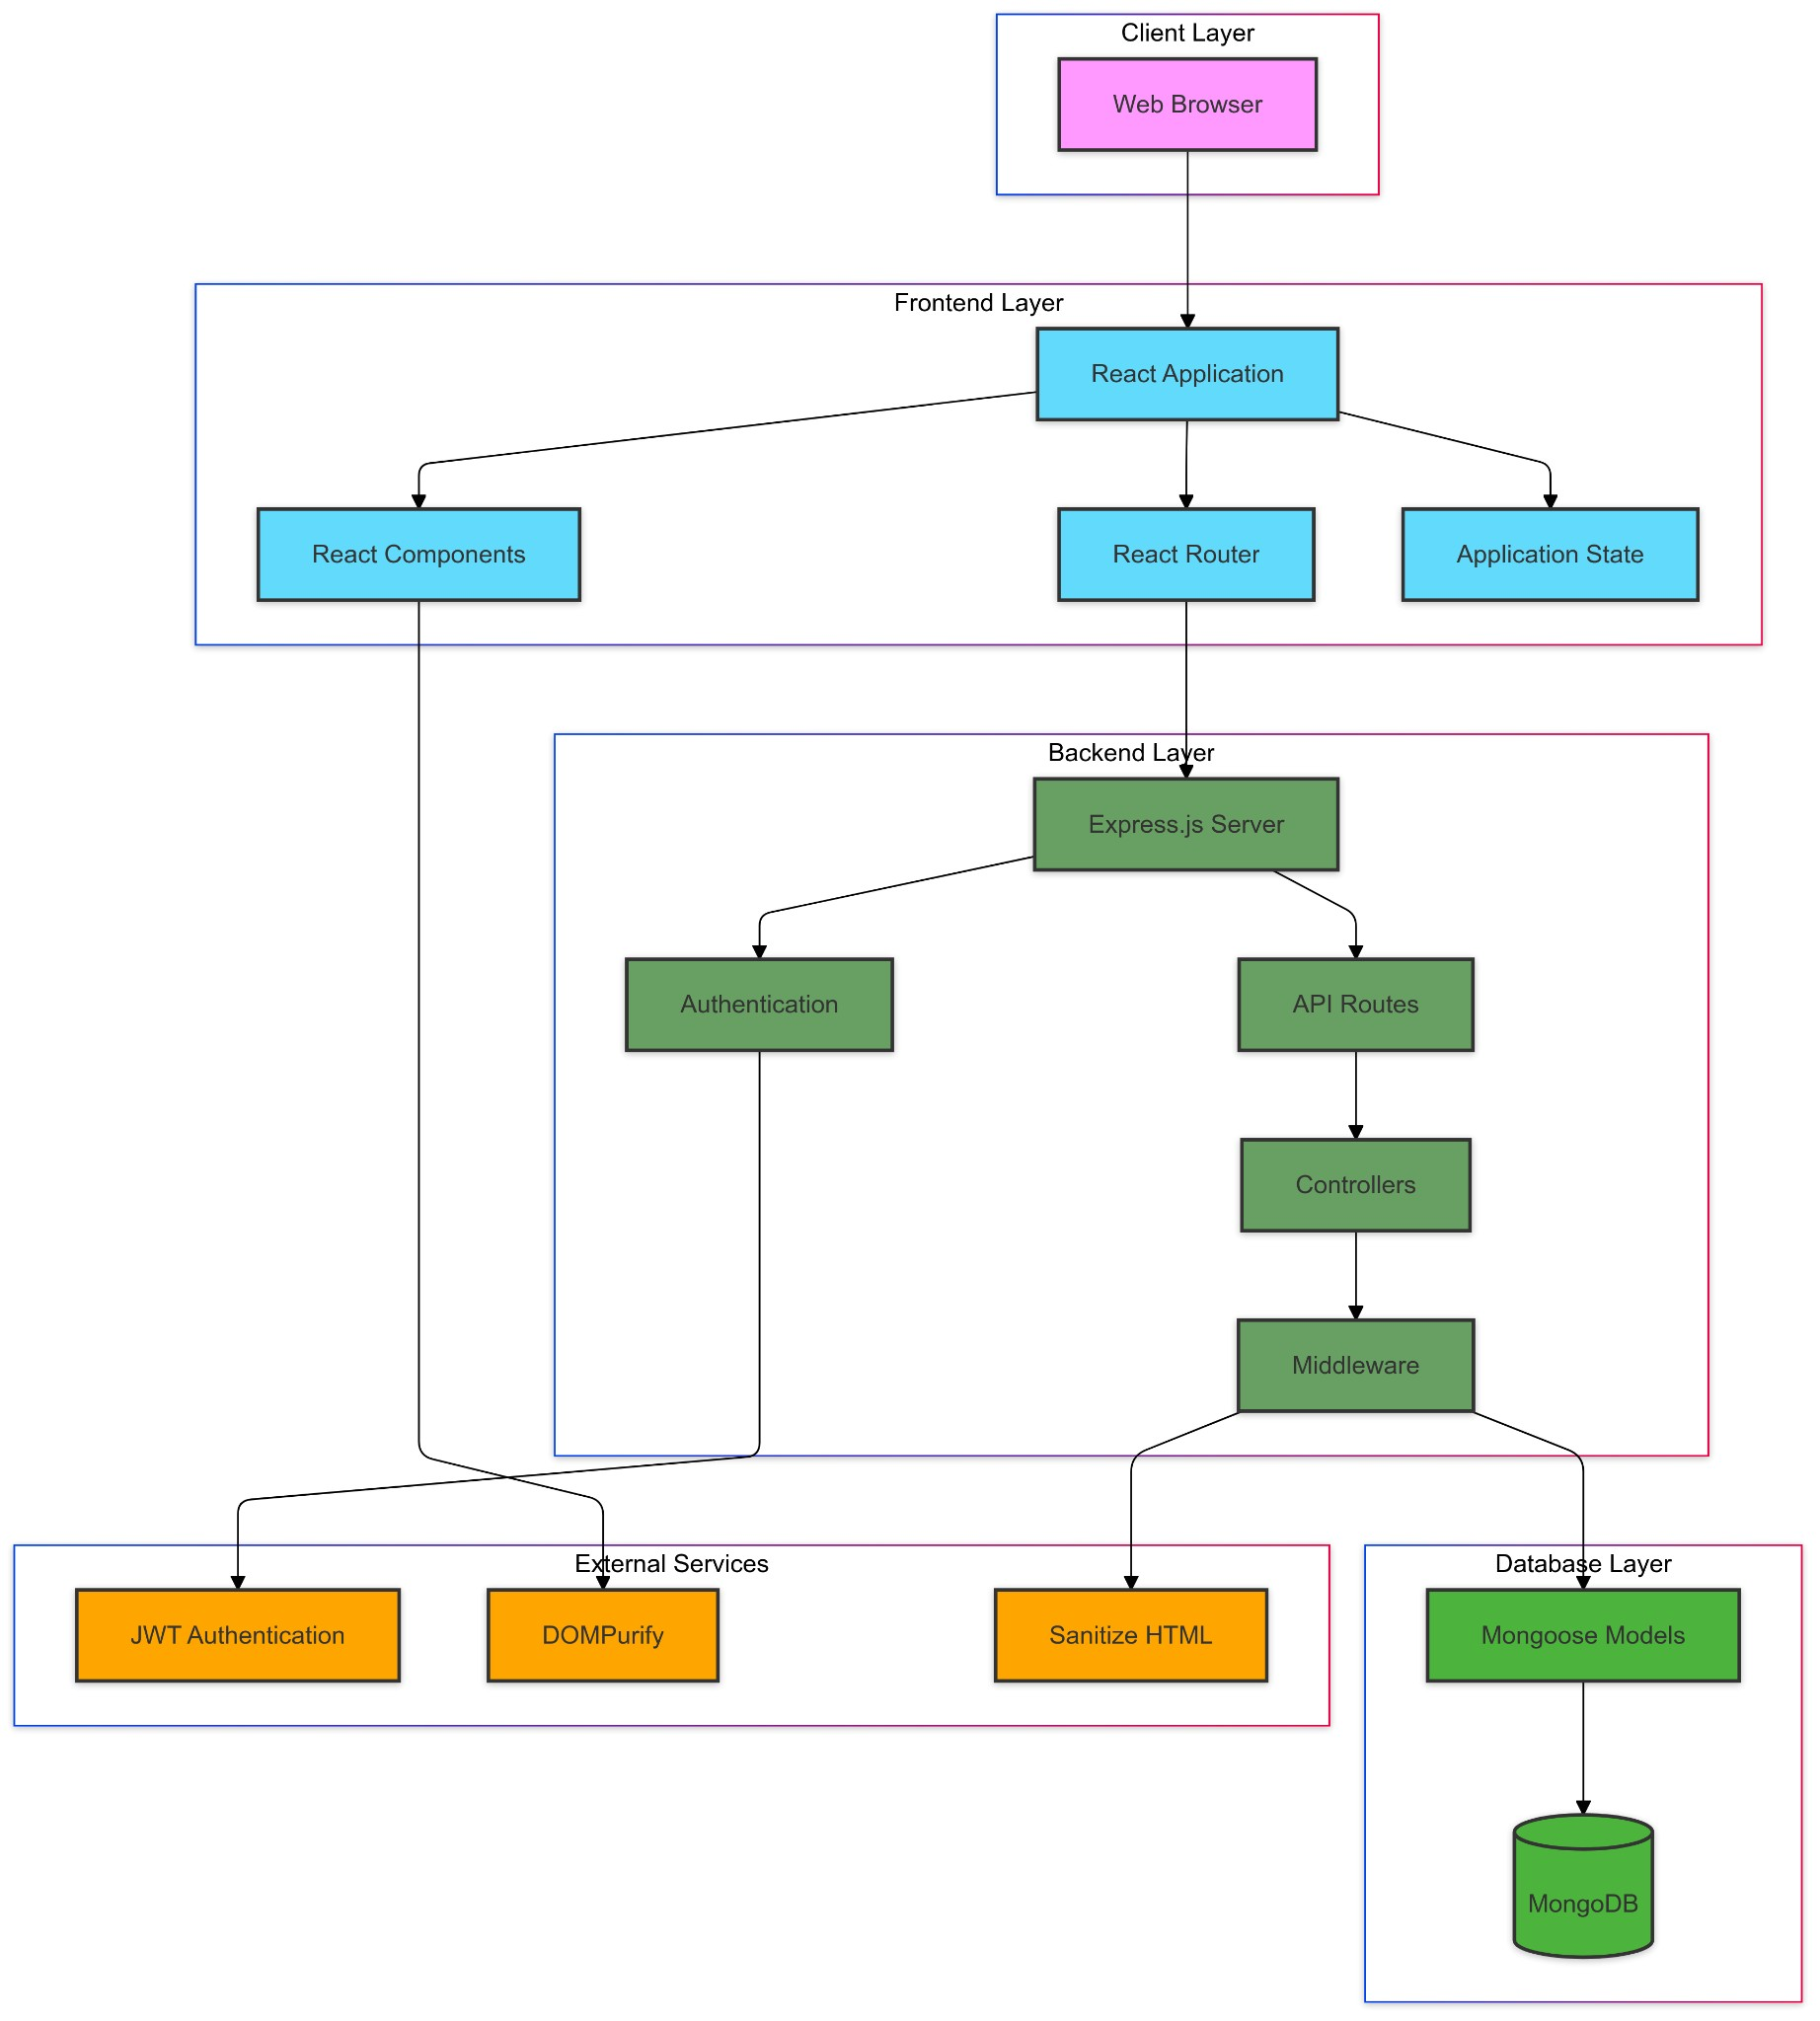 Client Layer
Web Browser
Frontend Layer
React Application
React Components
React Router
Application State
Backend Layer
Express.js Server
Authentication
API Routes
Controllers
Middleware
External Services
Database Layer
JWT Authentication
DOMPurify
Sanitize HTML
Mongoose Models
MongoDB